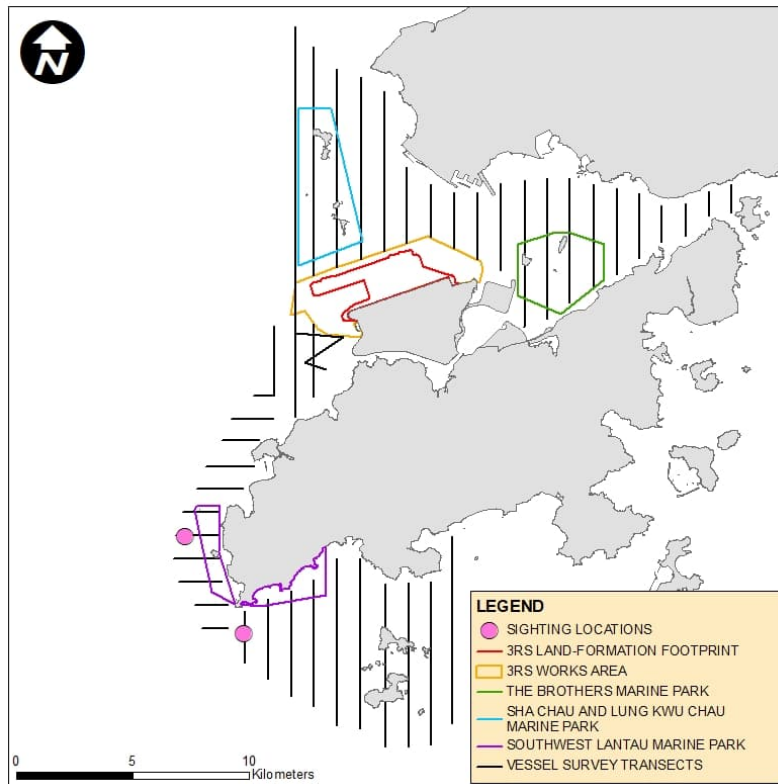 N
LEGEND
SIGHTING LOCATIONS
3RS LAND-FORMATION FOOTPRINT
3RS WORKS AREA
THE BROTHERS MARINE PARK
SHA CHAU AND LUNG KWU CHAU
MARINE PARK
SOUTHWEST LANTAU MARINE PARK
VESSEL SURVEY TRANSECTS
0 5 10
Kilometers